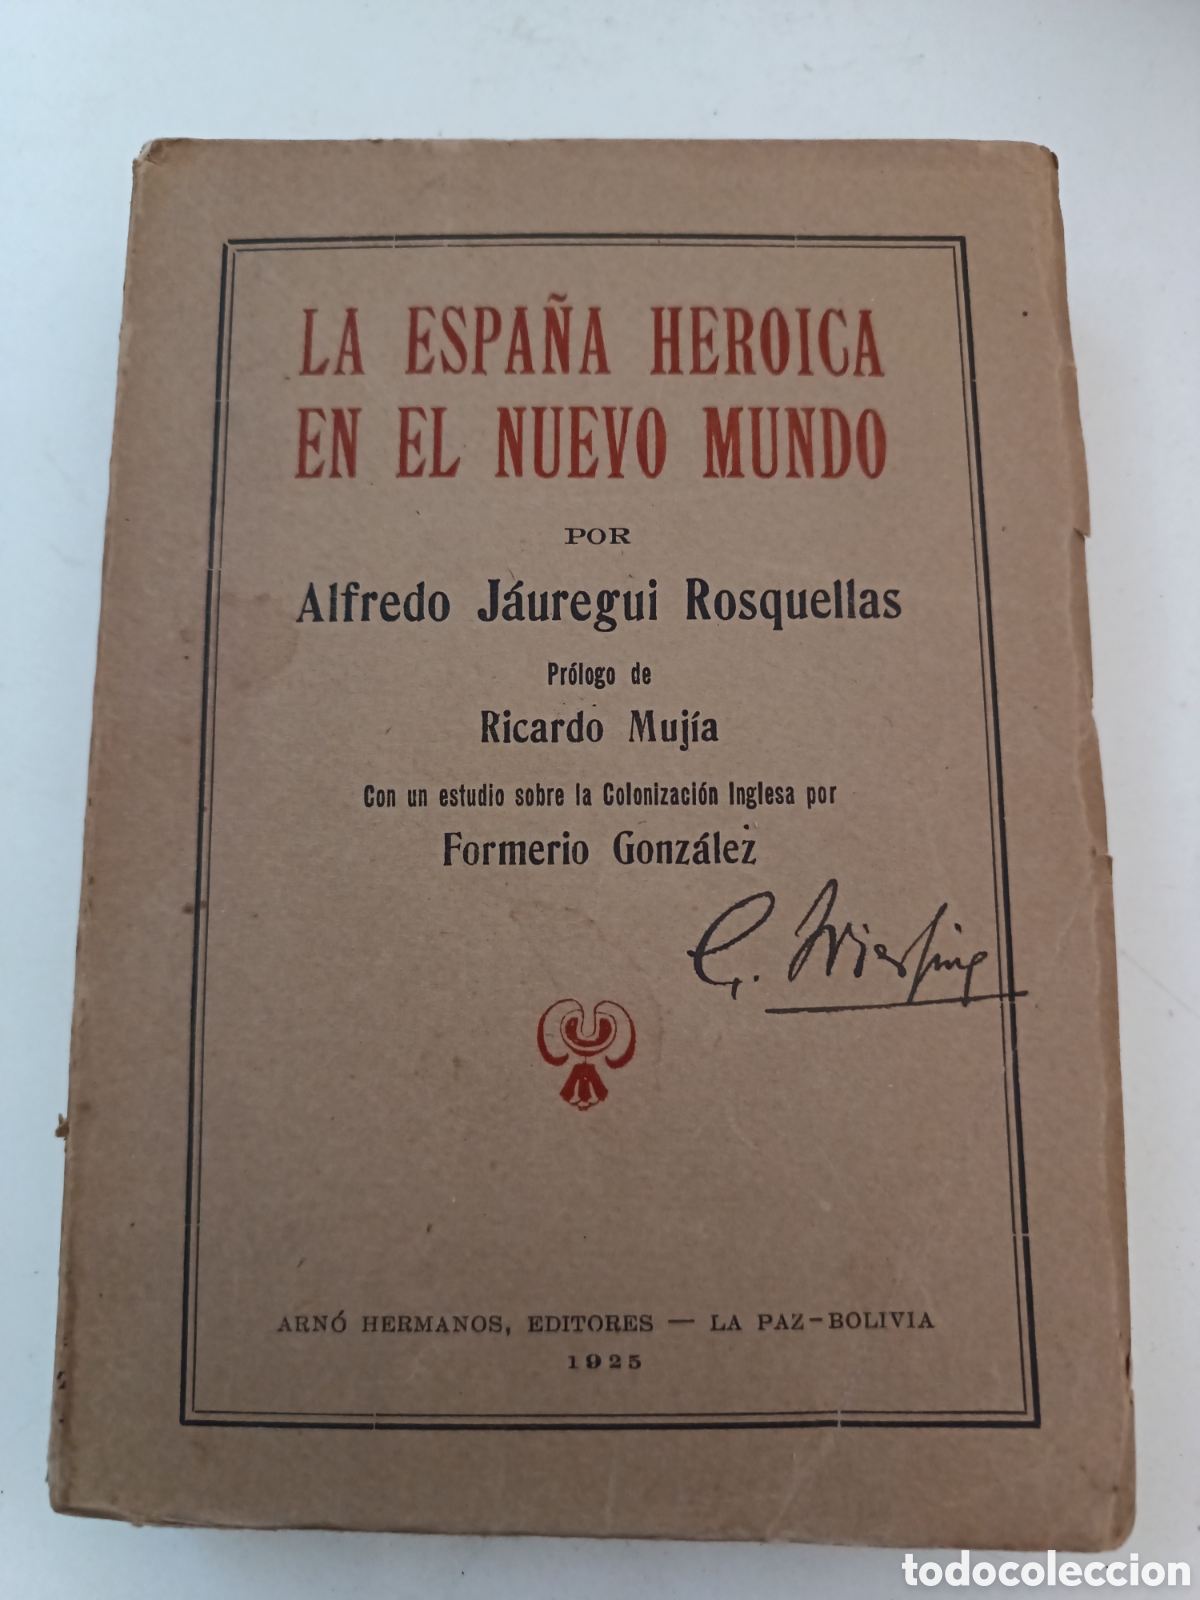 LA ESPAÑA HEROICA
EN EL NUEVO MUNDO
POR
Alfredo Jáuregui Rosquellas
Prólogo de
Ricardo Mujía
Con un estudio sobre la Colonización Inglesa por
Formerio González
ARNÓ HERMANOS, EDITORES — LA PAZ-BOLIVIA
1925
todocoleccion